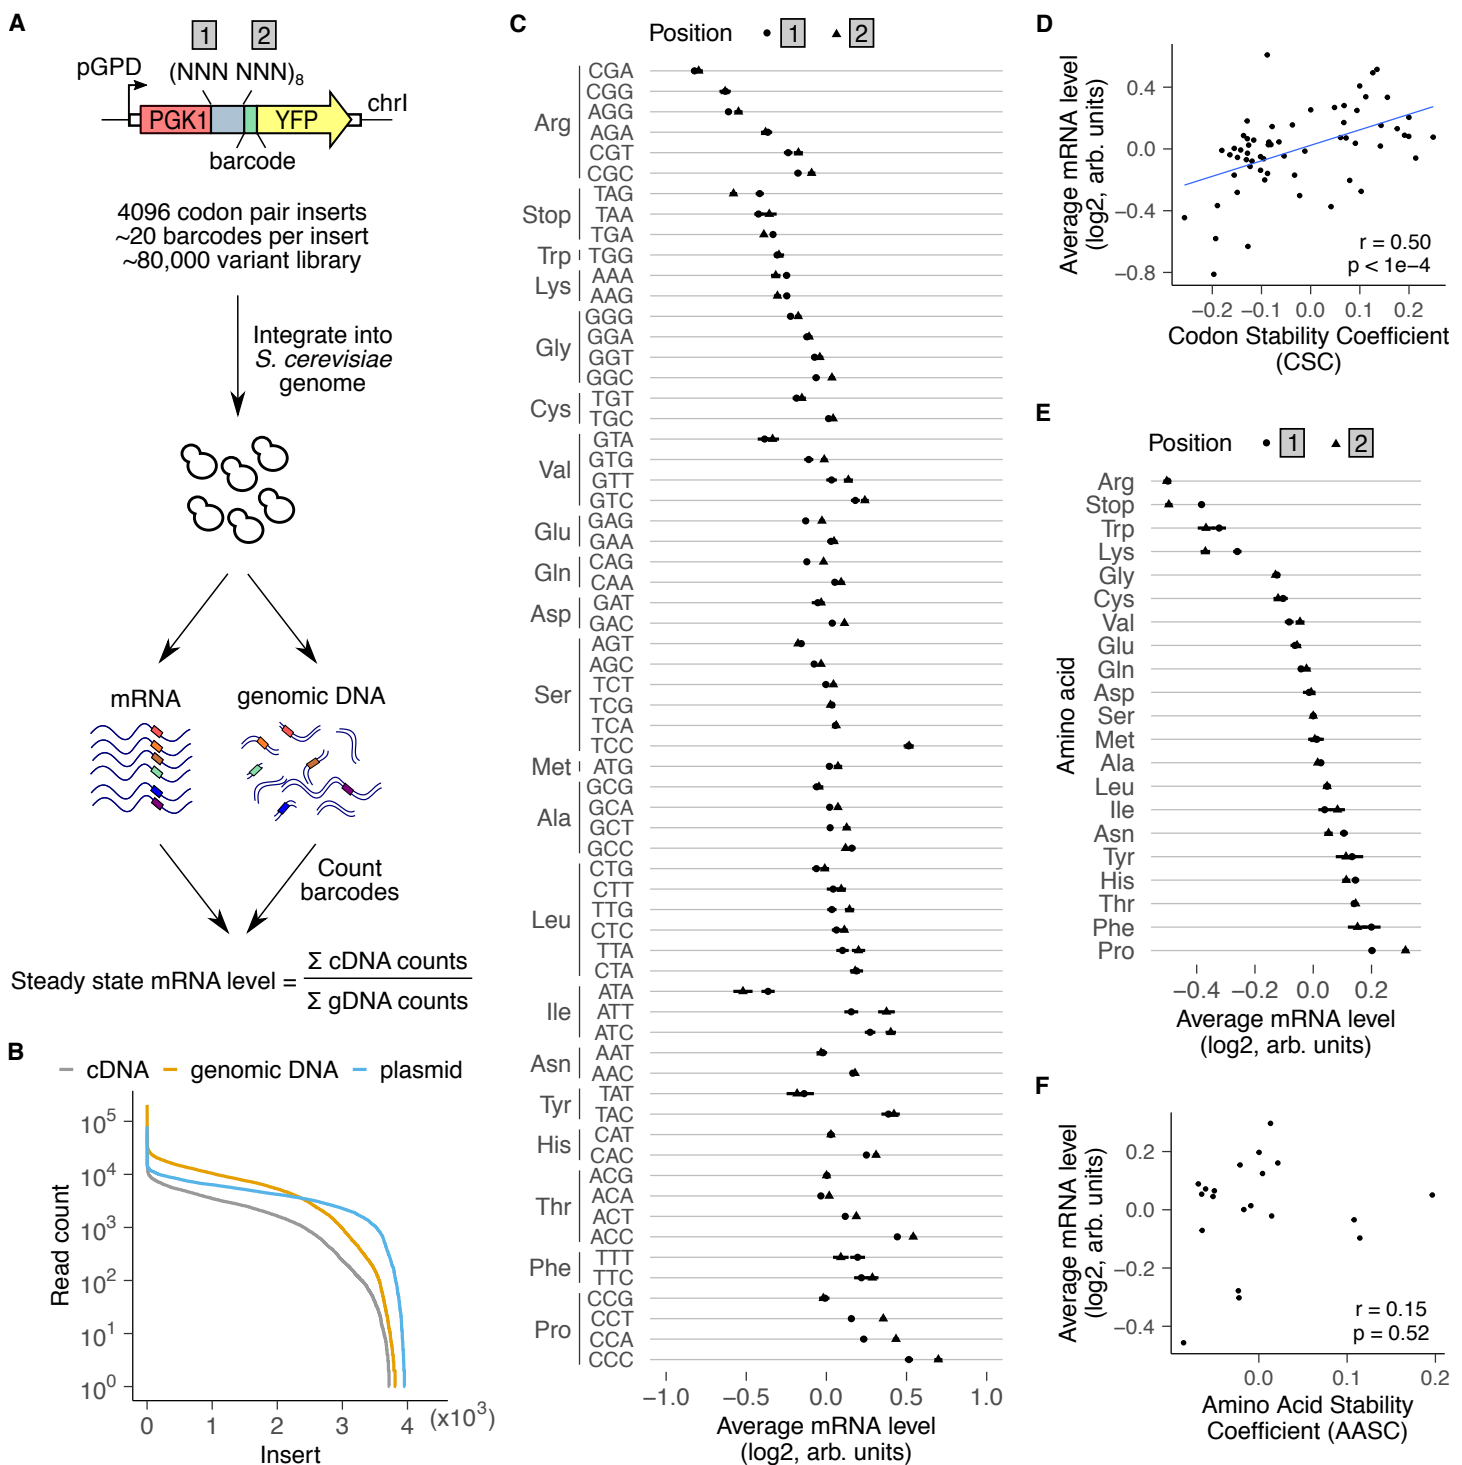 A
1 2
pGPD (NNN NNN)8
chrI
PGK1 YFP
barcode
4096 codon pair inserts
~20 barcodes per insert
~80,000 variant library
Integrate into
S. cerevisiae
genome
mRNA genomic DNA
Count
barcodes
Steady state mRNA level = Σ cDNA counts
Σ gDNA counts
B
cDNA genomic DNA plasmid
Read count
10^5
10^4
10^3
10^2
10^1
10^0
0 1 2 3 4 (x10^3)
Insert
C
Position 1 2
Arg
CGA
CGG
AGG
AGA
CGT
CGC
Stop
TAG
TAA
TGA
Trp
TGG
Lys
AAA
AAG
Gly
GGG
GGA
GGT
GGC
Cys
TGT
TGC
Val
GTA
GTG
GTT
GTC
Glu
GAG
GAA
Gln
CAG
CAA
Asp
GAT
GAC
Ser
AGT
AGC
TCT
TCG
TCA
TCC
Met
ATG
Ala
GCG
GCA
GCT
GCC
Leu
CTG
CTT
TTG
CTC
TTA
CTA
Ile
ATA
ATT
ATC
Asn
AAT
AAC
Tyr
TAT
TAC
His
CAT
CAC
Thr
ACG
ACA
ACT
ACC
Phe
TTT
TTC
Pro
CCG
CCT
CCA
CCC
−1.0 −0.5 0.0 0.5 1.0
Average mRNA level
(log2, arb. units)
D
Average mRNA level
(log2, arb. units)
0.4
0.0
−0.4
−0.8
r = 0.50
p < 1e−4
−0.2 −0.1 0.0 0.1 0.2
Codon Stability Coefficient
(CSC)
E
Position 1 2
Amino acid
Arg
Stop
Trp
Lys
Gly
Cys
Val
Glu
Gln
Asp
Ser
Met
Ala
Leu
Ile
Asn
Tyr
His
Thr
Phe
Pro
−0.4 −0.2 0.0 0.2
Average mRNA level
(log2, arb. units)
F
Average mRNA level
(log2, arb. units)
0.2
0.0
−0.2
−0.4
r = 0.15
p = 0.52
0.0 0.1 0.2
Amino Acid Stability
Coefficient (AASC)